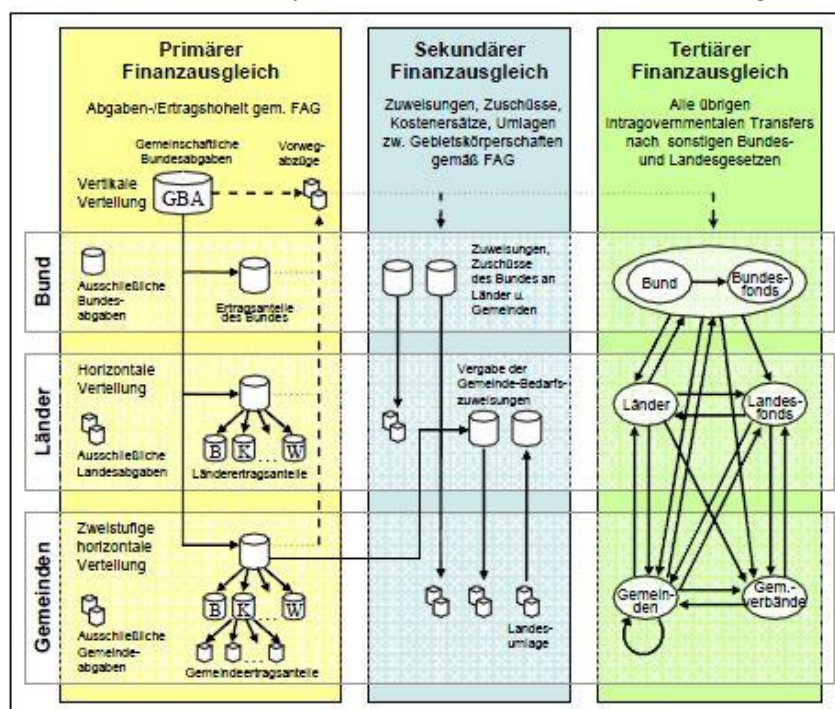 Primärer
Finanzausgleich
Abgaben-/Ertragshoheit gem. FAG
Gemeinschaftliche
Bundesabgaben
Vorweg-
abzüge
Vertikale
Verteilung
GBA
Sekundärer
Finanzausgleich
Zuweisungen, Zuschüsse,
Kostenersätze, Umlagen
zw. Gebietskörperschaften
gemäß FAG
Tertiärer
Finanzausgleich
Alle übrigen
Intragovernmentalen Transfers
nach sonstigen Bundes-
und Landesgesetzen
Bund
Ausschließliche
Bundes-
abgaben
Ertragsanteile
des Bundes
Zuweisungen,
Zuschüsse
des Bundes an
Länder u.
Gemeinden
Bund
Bundes-
fonds
Länder
Horizontale
Verteilung
Ausschließliche
Landesabgaben
B K ... W
Länderertragsanteile
Vergabe der
Gemeinde-Bedarfs-
zuweisungen
Länder
Landes-
fonds
Gemeinden
Zweistufige
horizontale
Verteilung
Ausschließliche
Gemeinde-
abgaben
B K ... W
...
Gemeindeertragsanteile
Landes-
umlage
Gemein-
den
Gem.-
verbände